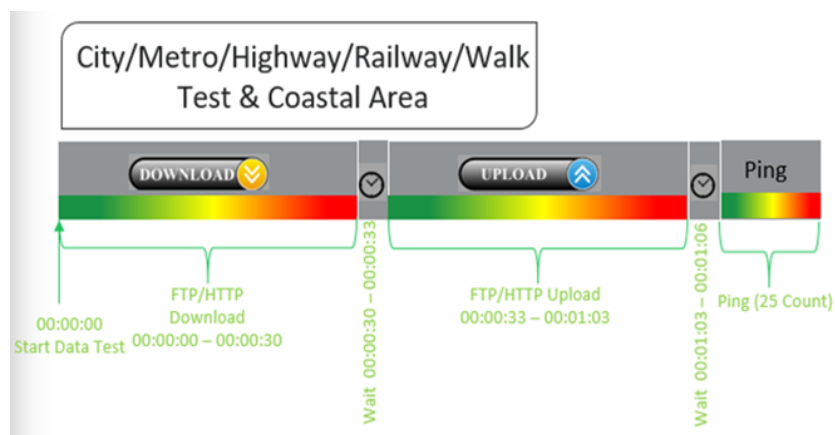 City/Metro/Highway/Railway/Walk
Test & Coastal Area
DOWNLOAD
UPLOAD
Ping
00:00:00
Start Data Test
FTP/HTTP
Download
00:00:00 – 00:00:30
Wait 00:00:30 – 00:00:33
FTP/HTTP Upload
00:00:33 – 00:01:03
Wait 00:01:03 – 00:01:06
Ping (25 Count)